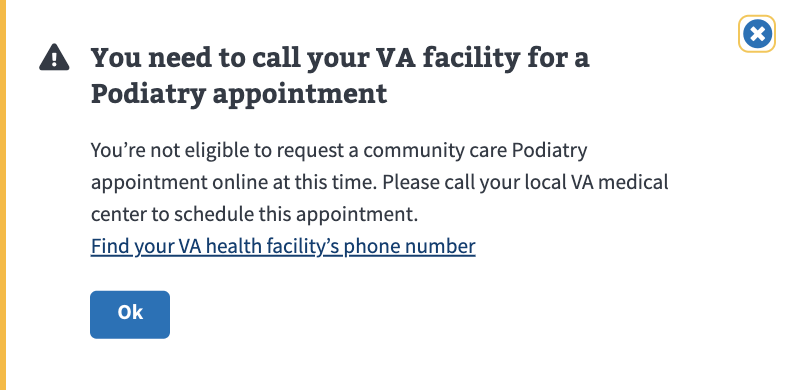 You need to call your VA facility for a
Podiatry appointment
You’re not eligible to request a community care Podiatry
appointment online at this time. Please call your local VA medical
center to schedule this appointment.
Find your VA health facility’s phone number
Ok